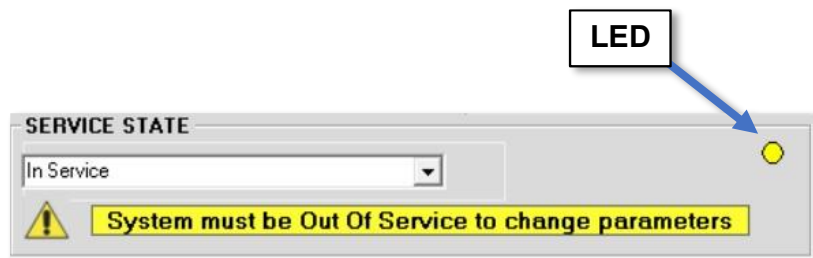 LED
SERVICE STATE
In Service
System must be Out Of Service to change parameters